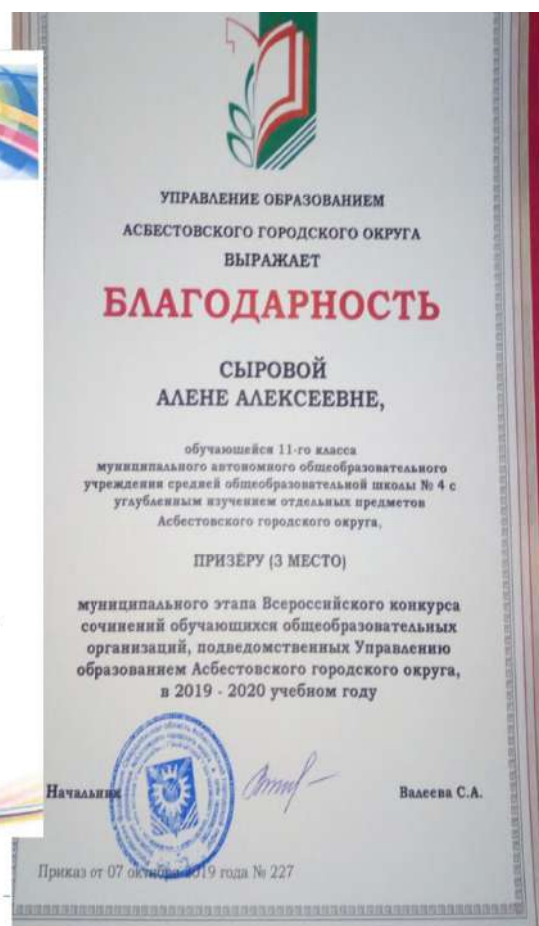 УПРАВЛЕНИЕ ОБРАЗОВАНИЕМ
АСБЕСТОВСКОГО ГОРОДСКОГО ОКРУГА
ВЫРАЖАЕТ
БЛАГОДАРНОСТЬ
СЫРОВОЙ
АЛЕНЕ АЛЕКСЕЕВНЕ,
обучающейся 11-го класса
муниципального автономного общеобразовательного
учреждения средней общеобразовательной школы № 4 с
углубленным изучением отдельных предметов
Асбестовского городского округа,
ПРИЗЁРУ (3 МЕСТО)
муниципального этапа Всероссийского конкурса
сочинений обучающихся общеобразовательных
организаций, подведомственных Управлению
образованием Асбестовского городского округа,
в 2019 - 2020 учебном году
Начальник Валеева С.А.
Приказ от 07 октября 2019 года № 227